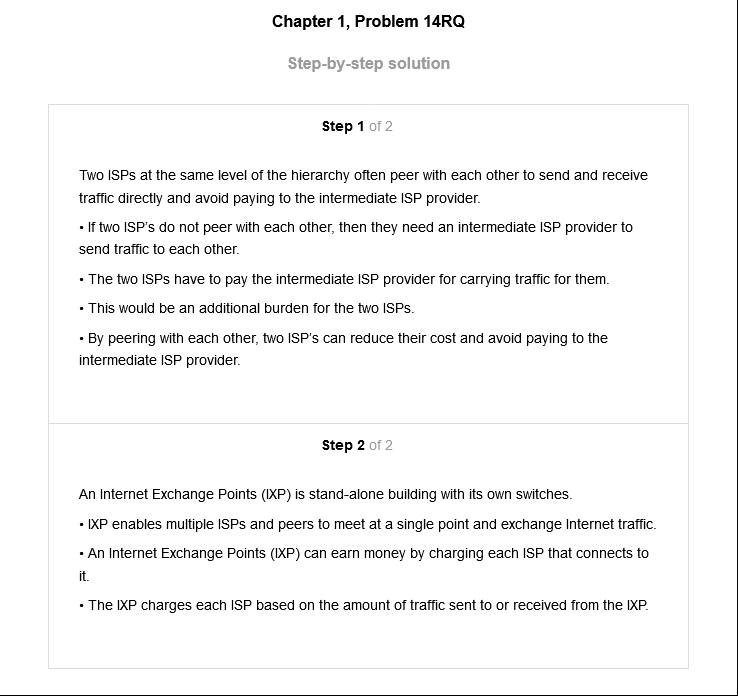 Chapter 1, Problem 14RQ
Step-by-step solution
Step 1 of 2
Two ISPs at the same level of the hierarchy often peer with each other to send and receive
traffic directly and avoid paying to the intermediate ISP provider.
• If two ISP's do not peer with each other, then they need an intermediate ISP provider to
send traffic to each other.
• The two ISPs have to pay the intermediate ISP provider for carrying traffic for them.
• This would be an additional burden for the two ISPs.
• By peering with each other, two ISP's can reduce their cost and avoid paying to the
intermediate ISP provider.
Step 2 of 2
An Internet Exchange Points (IXP) is stand-alone building with its own switches.
• IXP enables multiple ISPs and peers to meet at a single point and exchange Internet traffic.
• An Internet Exchange Points (IXP) can earn money by charging each ISP that connects to
it.
• The IXP charges each ISP based on the amount of traffic sent to or received from the IXP.